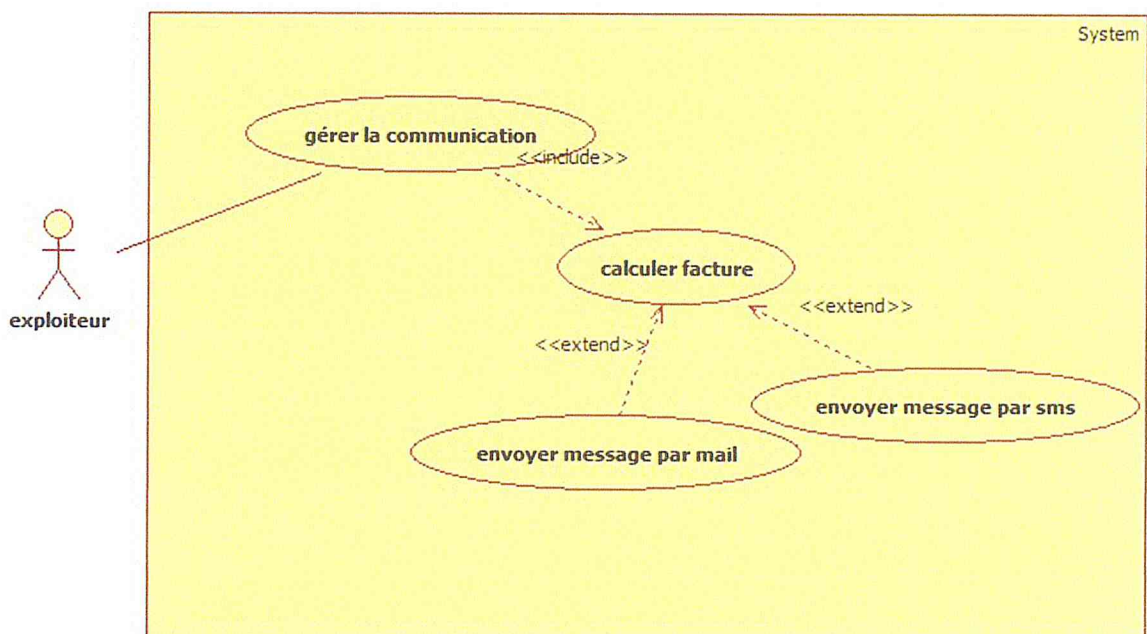 System
gérer la communication
<<include>>
calculer facture
<<extend>>
<<extend>>
exploiteur
envoyer message par sms
envoyer message par mail